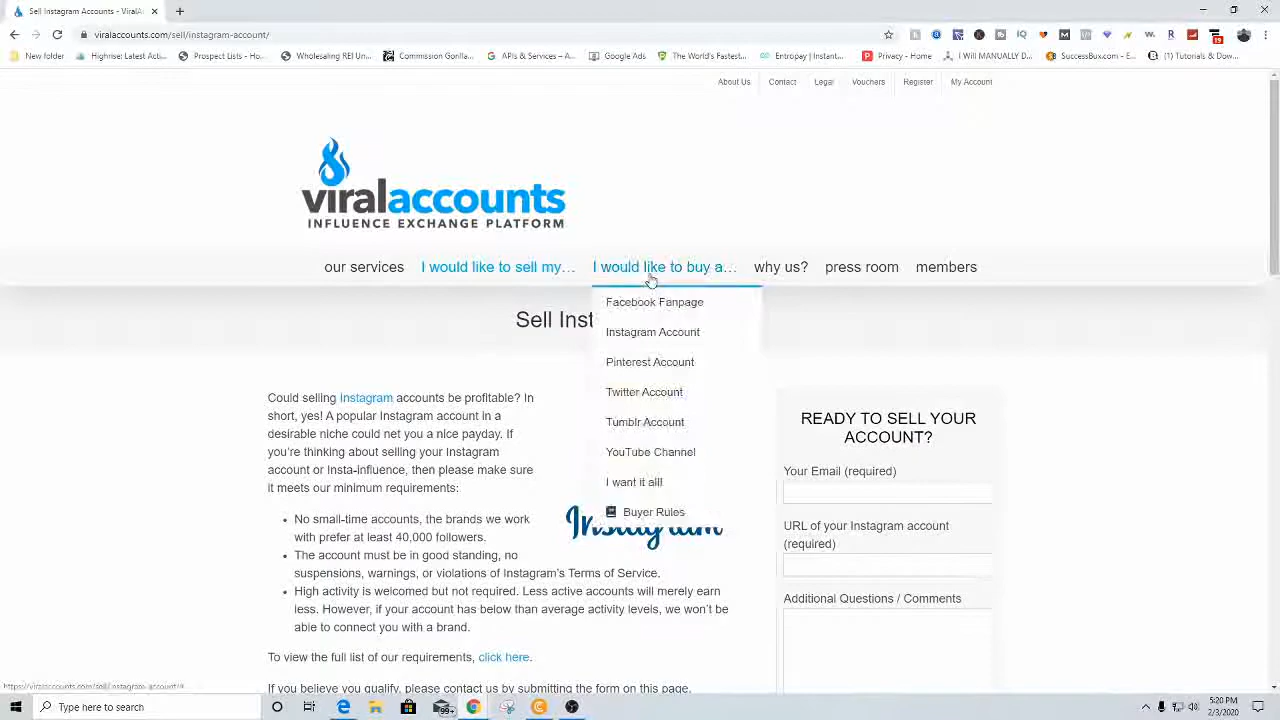 Sell Instagram Accounts - ViralA
viralaccounts.com/sell/instagram-account/
New folder
Highrise Latest Albu...
Prospect Lists - Ho...
Wholesaling REI Un...
Commission Gorilla...
G Services – A...
Google Ads
The World's Fastest...
Entropay | Instant...
Privacy - Home
I Will MANUALLY D...
SuccessBux.com - E...
(1) Tutorials & Dow...
About Us
Contact
Legal
Vouchers
Register
My Account
viralaccounts
INFLUENCE EXCHANGE PLATFORM
our services
I would like to sell my...
I would like to buy a...
why us?
press room
members
Sell Inst
Facebook Fanpage
Instagram Account
Pinterest Account
Twitter Account
Tumblr Account
YouTube Channel
I want it all!
Buyer Rules
Could selling Instagram accounts be profitable? In
short, yes! A popular Instagram account in a
desirable niche could net you a nice payday. If
you're thinking about selling your Instagram
account or Insta-influence, then please make sure
it meets our minimum requirements:
No small-time accounts, the brands we work
with prefer at least 40,000 followers.
The account must be in good standing, no
suspensions, warnings, or violations of Instagram's Terms of Service.
High activity is welcomed but not required. Less active accounts will merely earn
less. However, if your account has below than average activity levels, we won't be
able to connect you with a brand.
To view the full list of our requirements, click here.
If you believe you qualify, please contact us by submitting the form on this page.
Instagram
READY TO SELL YOUR
ACCOUNT?
Your Email (required)
URL of your Instagram account
(required)
Additional Questions / Comments
https://viralaccounts.com/sell/instagram-account/#
Type here to search
5:20 PM
2/3/2020